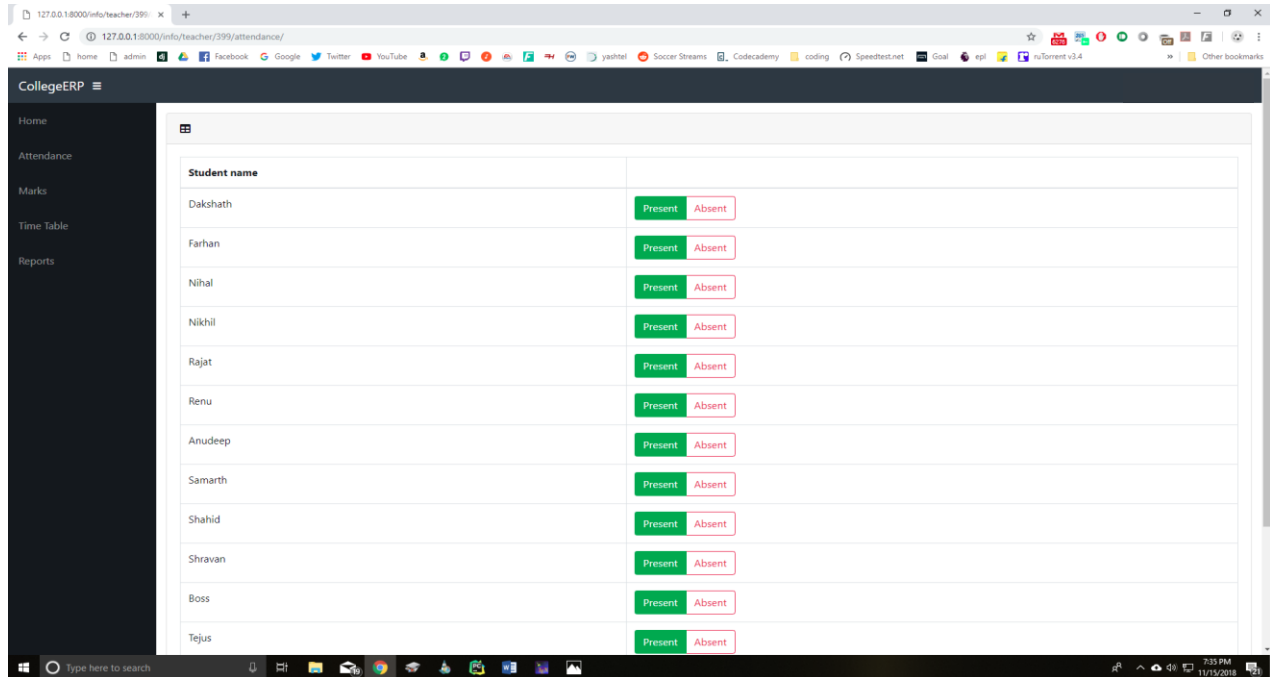 127.0.0.1:8000/info/teacher/399/
127.0.0.1:8000/info/teacher/399/attendance/
Apps home admin Facebook Google Twitter YouTube yashtel Soccer Streams Codecademy coding Speedtest.net Goal epl ruTorrent v3.4 » Other bookmarks
CollegeERP
Home
Attendance
Marks
Time Table
Reports
Student name
Dakshath Present Absent
Farhan Present Absent
Nihal Present Absent
Nikhil Present Absent
Rajat Present Absent
Renu Present Absent
Anudeep Present Absent
Samarth Present Absent
Shahid Present Absent
Shravan Present Absent
Boss Present Absent
Tejus Present Absent
Type here to search
7:35 PM
11/15/2018